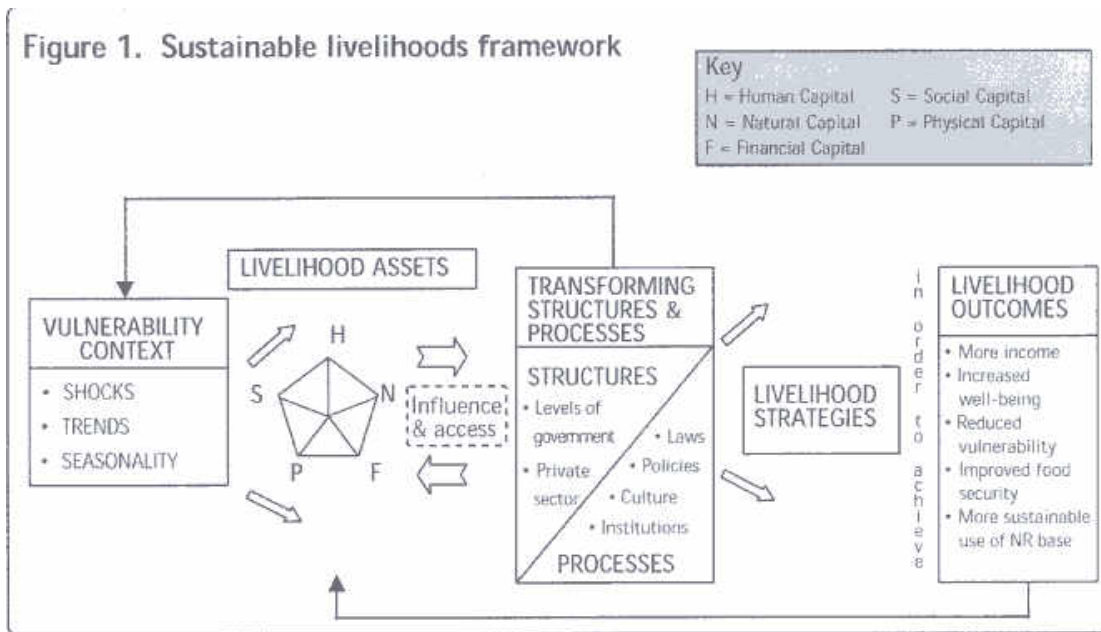 Figure 1. Sustainable livelihoods framework
Key
H = Human Capital S = Social Capital
N = Natural Capital P = Physical Capital
F = Financial Capital
LIVELIHOOD ASSETS
VULNERABILITY
CONTEXT
• SHOCKS
• TRENDS
• SEASONALITY
H
S
N
P
F
Influence
& access
TRANSFORMING
STRUCTURES &
PROCESSES
STRUCTURES
• Levels of
government
• Private
sector
• Laws
• Policies
• Culture
• Institutions
PROCESSES
LIVELIHOOD
STRATEGIES
in order to achieve
LIVELIHOOD
OUTCOMES
• More income
• Increased
well-being
• Reduced
vulnerability
• Improved food
security
• More sustainable
use of NR base